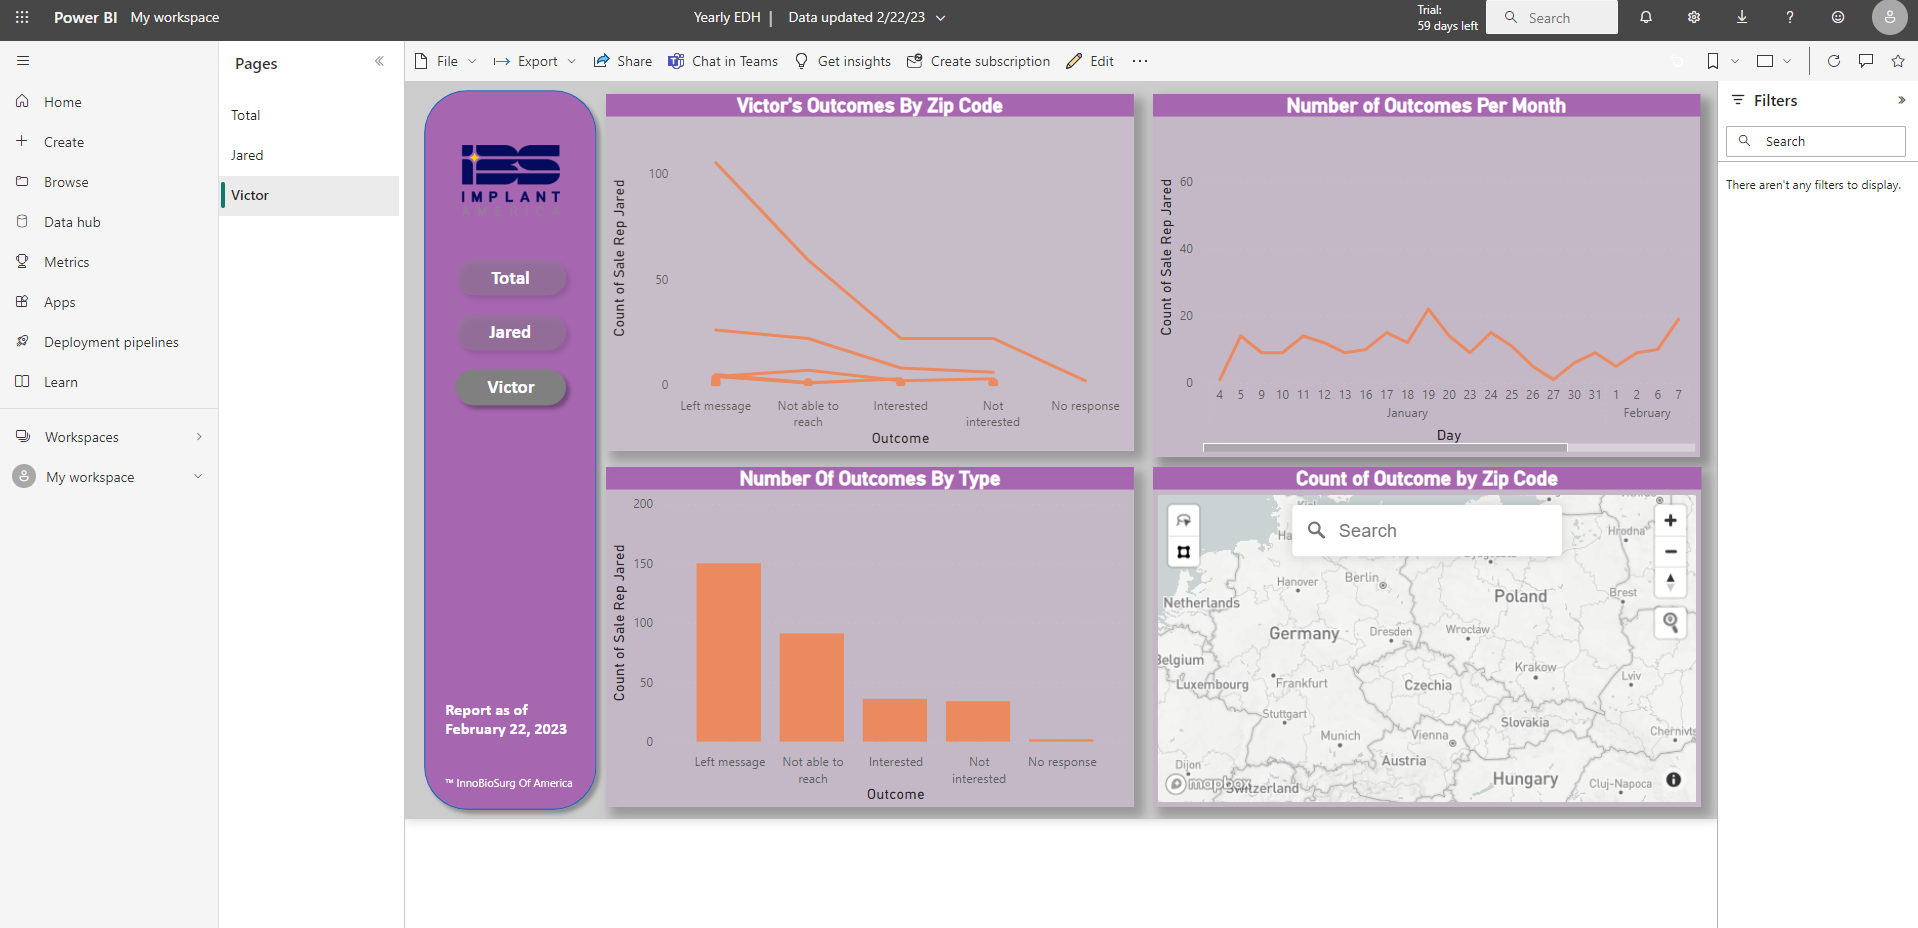 Power BI My workspace
Yearly EDH | Data updated 2/22/23
Trial:
59 days left
Search
Home
Create
Browse
Data hub
Metrics
Apps
Deployment pipelines
Learn
Workspaces
My workspace
Pages
Total
Jared
Victor
File Export Share Chat in Teams Get insights Create subscription Edit ...
IBS
IMPLANT
AMERICA
Total
Jared
Victor
Report as of
February 22, 2023
™ InnoBioSurg Of America
Victor's Outcomes By Zip Code
Count of Sale Rep Jared
100
50
0
Left message Not able to reach Interested Not interested No response
Outcome
Number of Outcomes Per Month
Count of Sale Rep Jared
60
40
20
0
4 5 9 10 11 12 13 16 17 18 19 20 23 24 25 26 27 30 31 1 2 6 7
January February
Day
Number Of Outcomes By Type
Count of Sale Rep Jared
200
150
100
50
0
Left message Not able to reach Interested Not interested No response
Outcome
Count of Outcome by Zip Code
Search
Ha
Hrodna
Hanover Berlin
Netherlands
Poland
Brest
Germany Dresden Wrocław
Belgium
Krakow
Lviv
Luxembourg Frankfurt Czechia
Stuttgart
Slovakia
Munich Vienna
Chernivts
Dijon
Austria
Hungary
Cluj-Napoca
mapbox
Switzerland
Filters
Search
There aren't any filters to display.